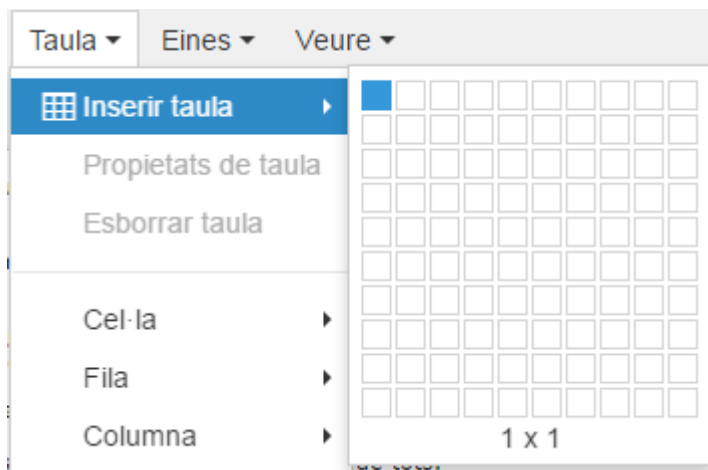 Taula Eines Veure
Inserir taula
Propietats de taula
Esborrar taula
Cel·la
Fila
Columna
1 x 1